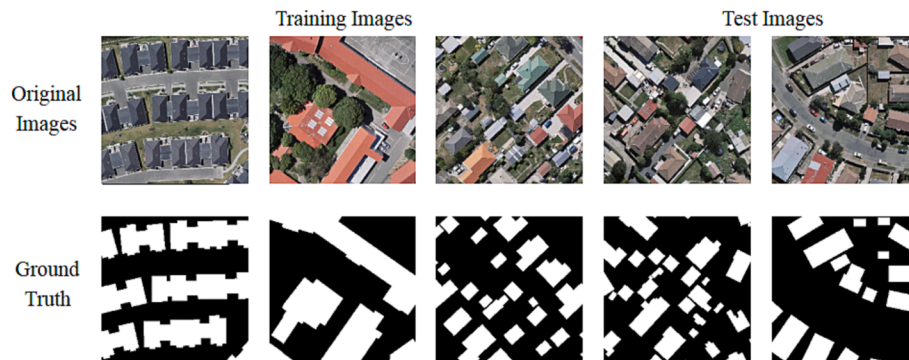 Training Images
Test Images
Original
Images
Ground
Truth